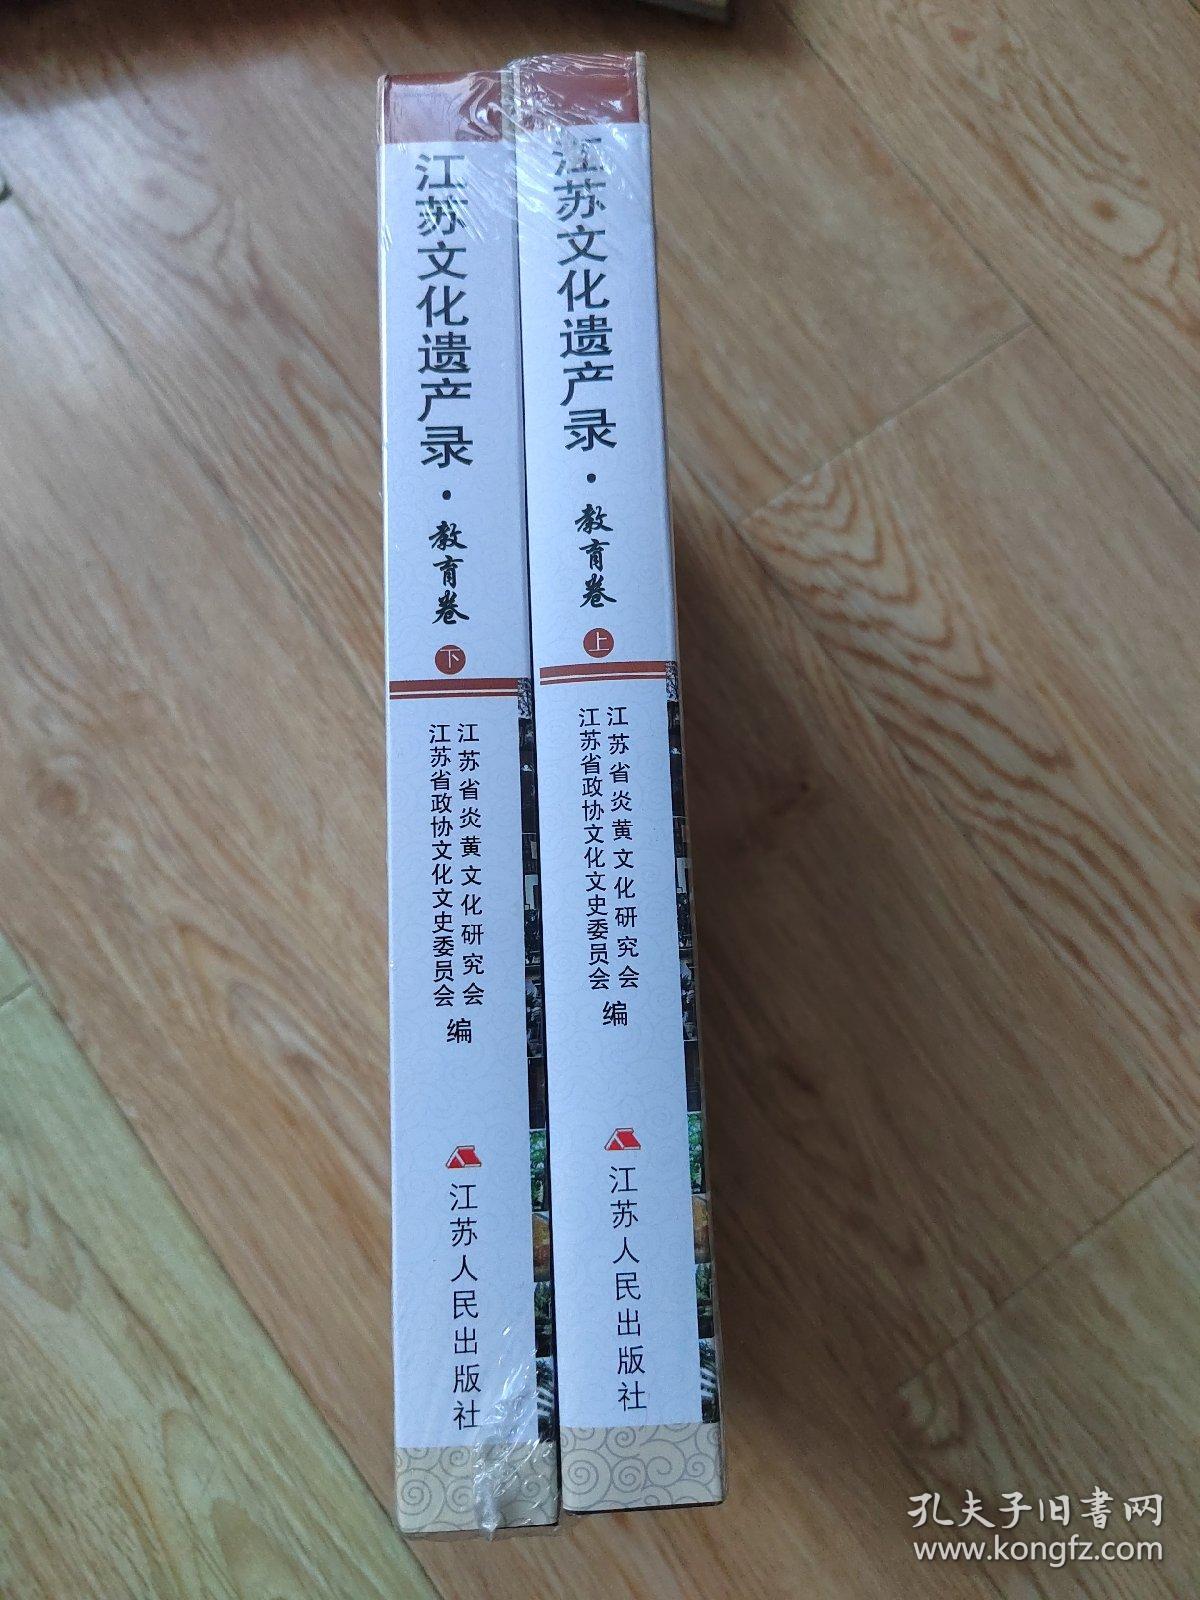 江苏文化遗产录·教育卷
下
江苏省炎黄文化研究会
江苏省政协文化文史委员会
编
江苏人民出版社
江苏文化遗产录·教育卷
上
江苏省炎黄文化研究会
江苏省政协文化文史委员会
编
江苏人民出版社
孔夫子旧書网
www.kongfz.com